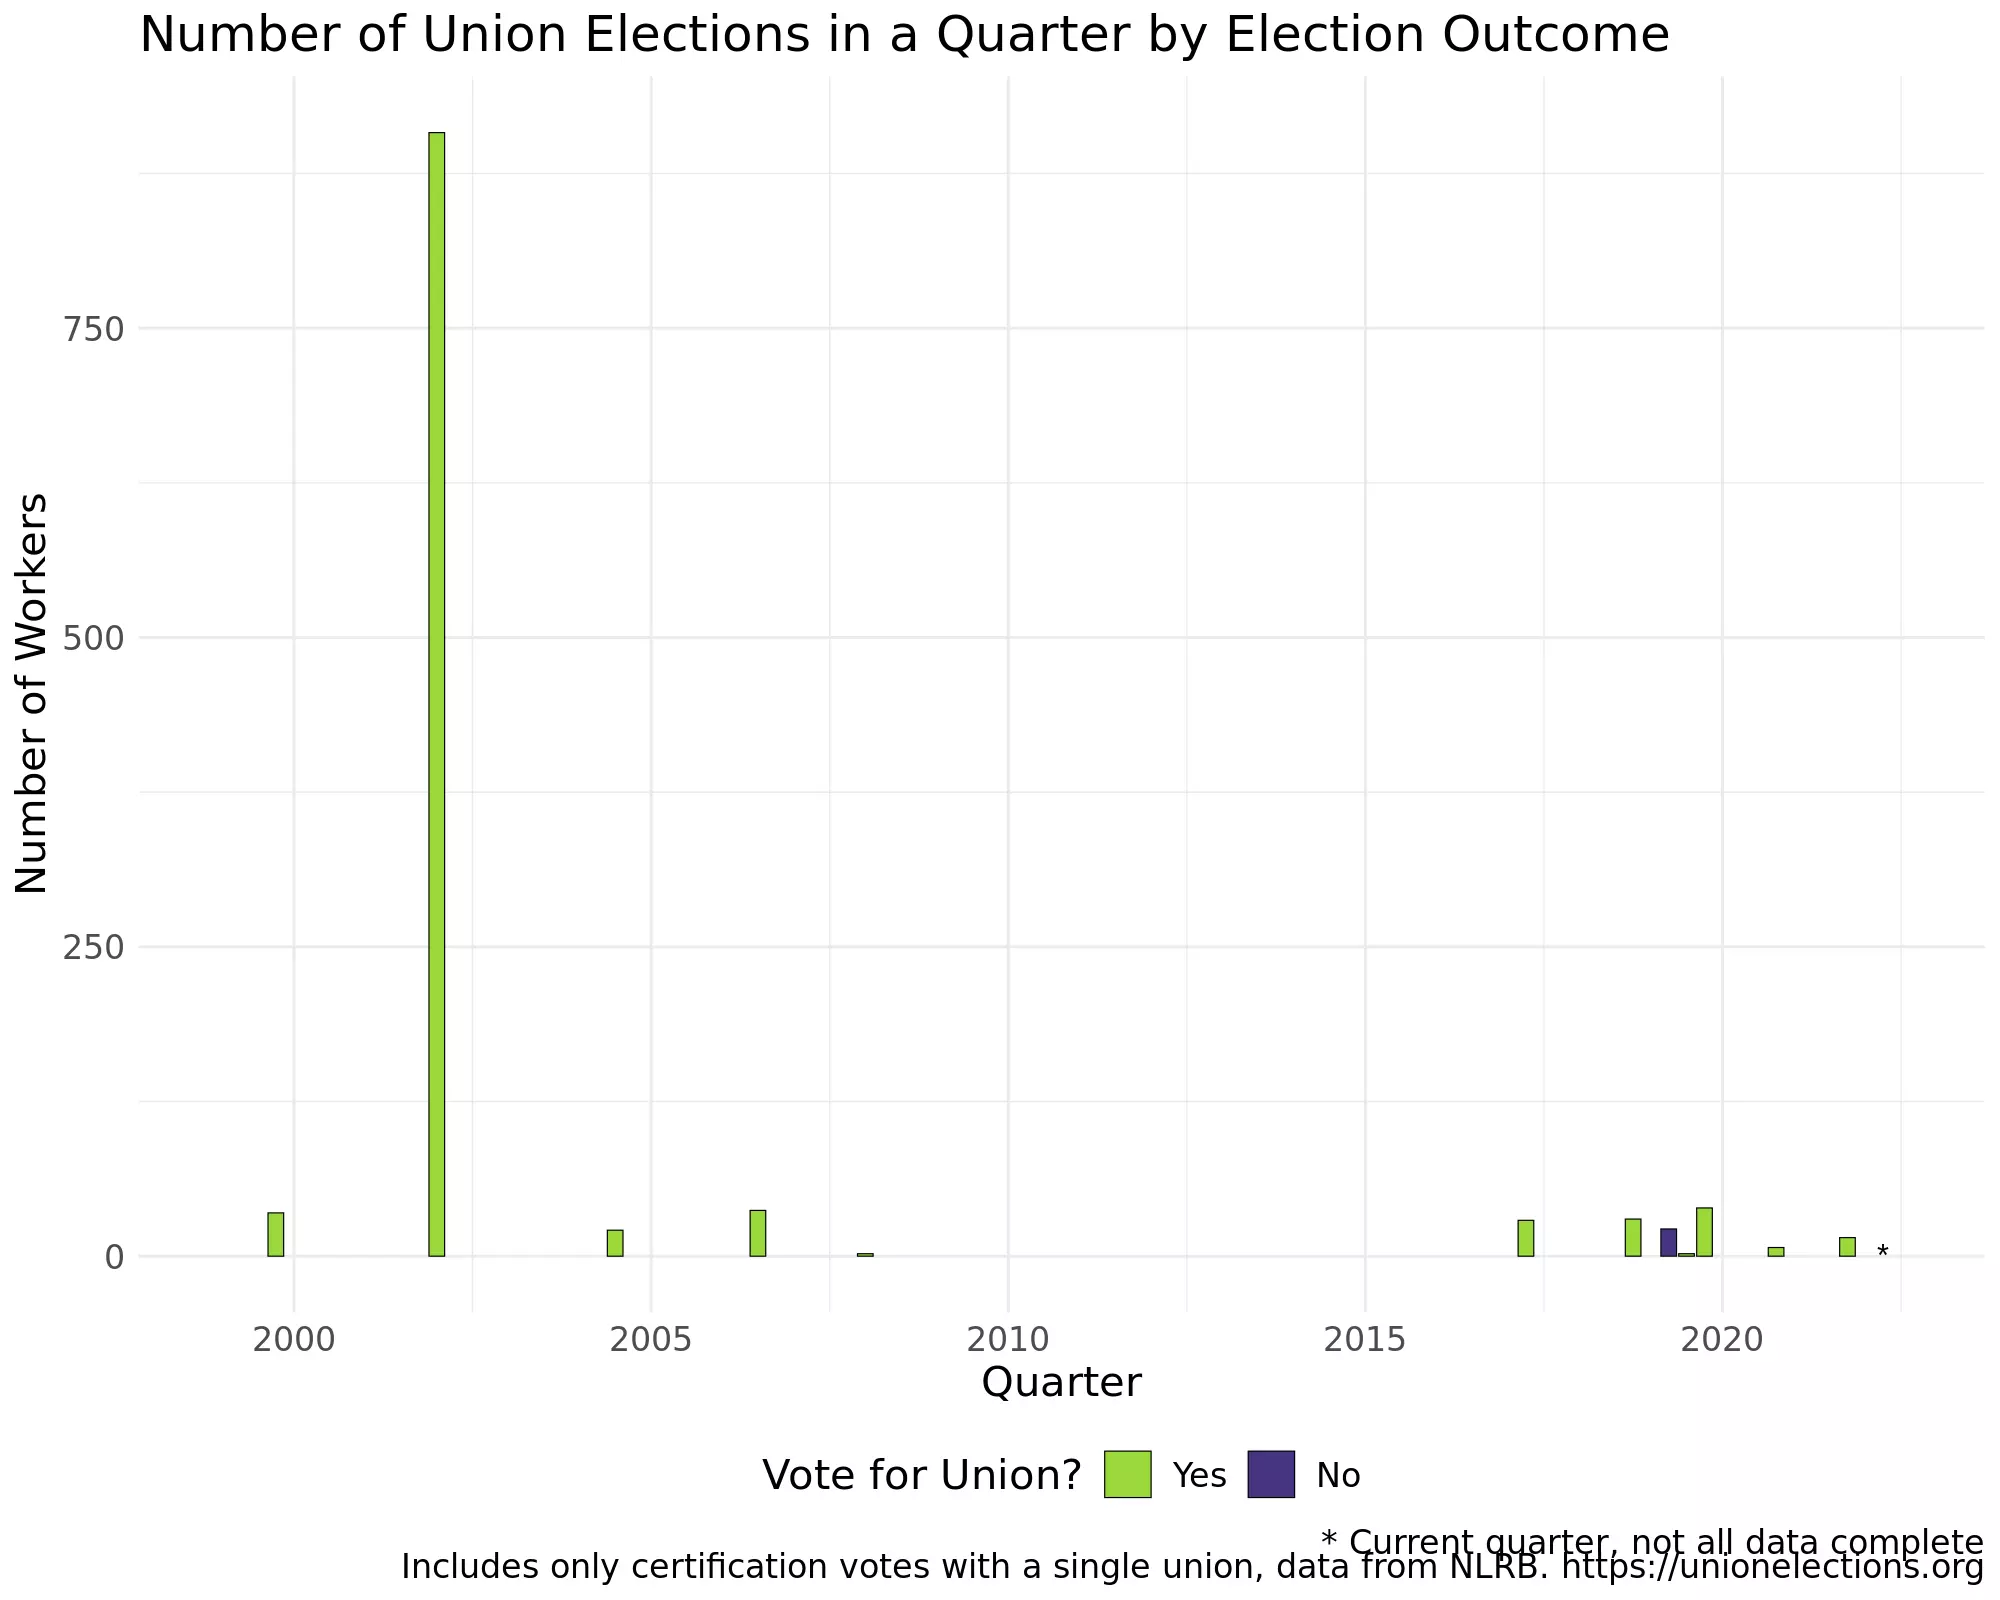 Number of Union Elections in a Quarter by Election Outcome
Number of Workers
750
500
250
0
*
2000 2005 2010 2015 2020
Quarter
Vote for Union? Yes No
* Current quarter, not all data complete
Includes only certification votes with a single union, data from NLRB. https://unionelections.org